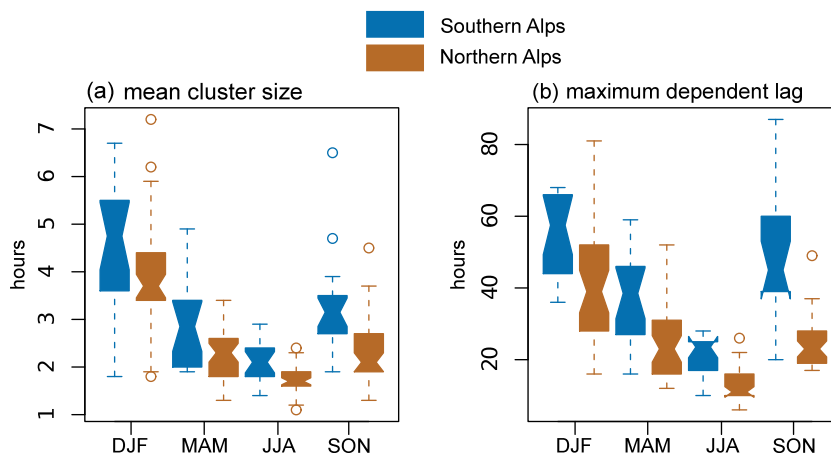 Southern Alps
Northern Alps
(a) mean cluster size
(b) maximum dependent lag
hours
7
6
5
4
3
2
1
DJF MAM JJA SON
hours
80
60
40
20
DJF MAM JJA SON